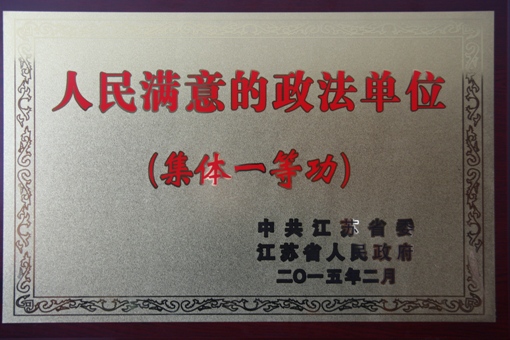 人民满意的政法单位
(集体一等功)
中共江苏省委
江苏省人民政府
二〇一五年二月